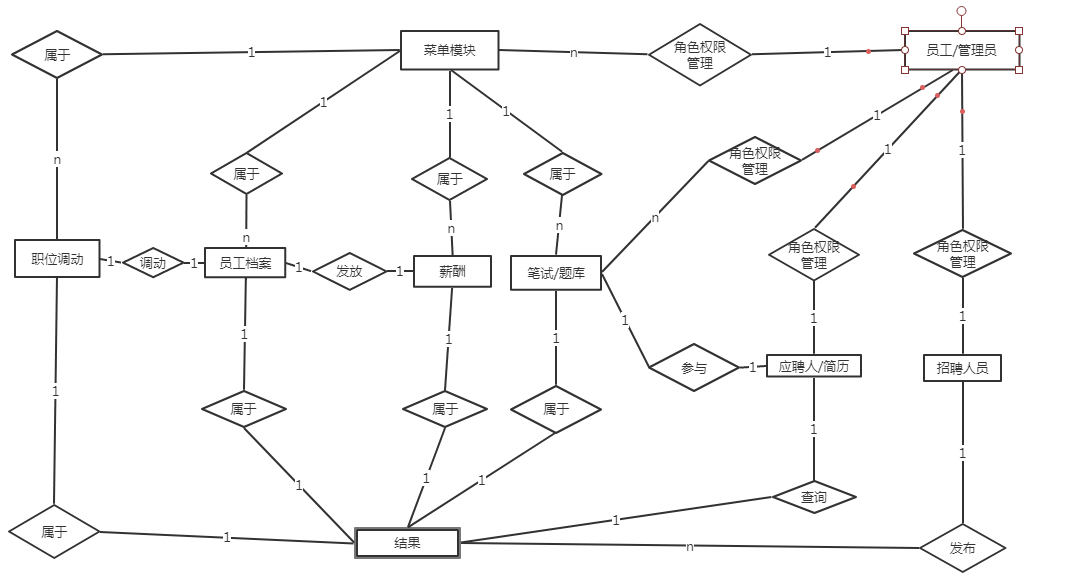 属于
1
菜单模块
n
角色权限
管理
1
员工/管理员
1
1
1
1
角色权限
管理
1
1
n
属于
属于
属于
n
n
n
n
角色权限
管理
角色权限
管理
职位调动
1
调动
1
员工档案
1
发放
1
薪酬
笔试/题库
1
1
1
1
1
1
参与
1
应聘人/简历
招聘人员
1
属于
属于
属于
1
1
1
1
1
查询
属于
1
结果
1
n
发布